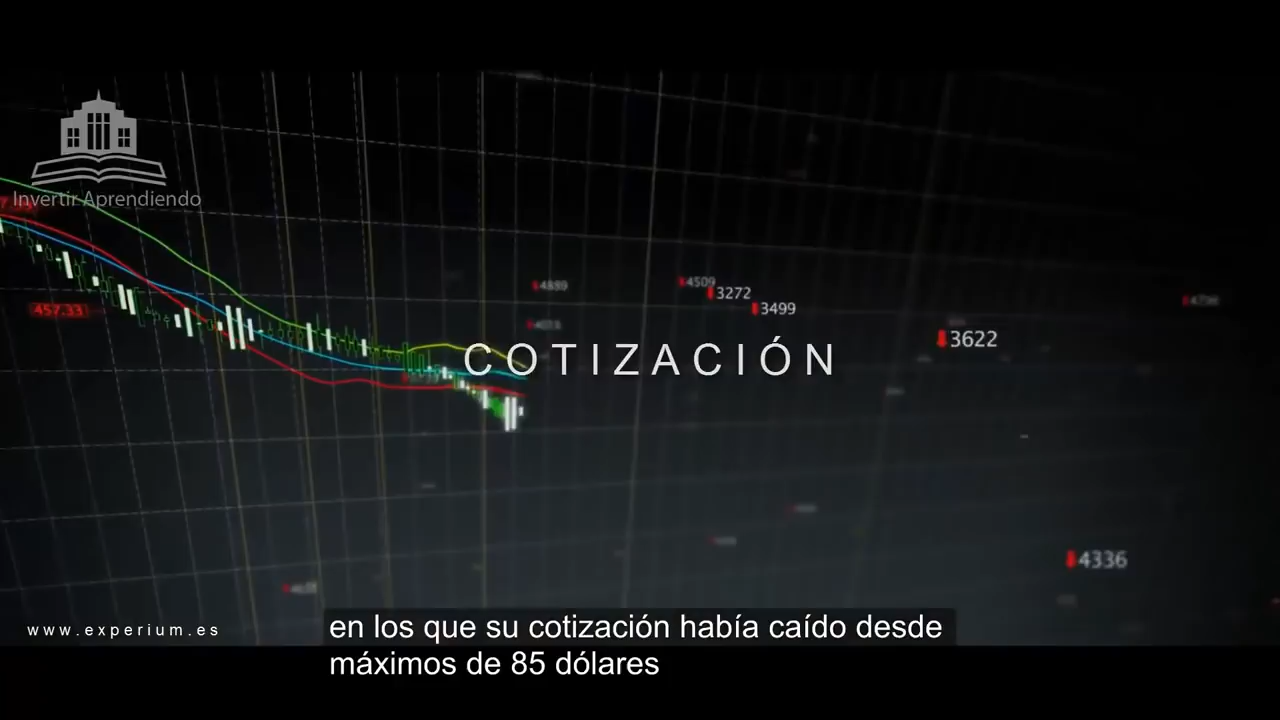 Invertir Aprendiendo
457.33
4509
3272
3499
3622
COTIZACIÓN
4336
www.experium.es
en los que su cotización había caído desde
máximos de 85 dólares